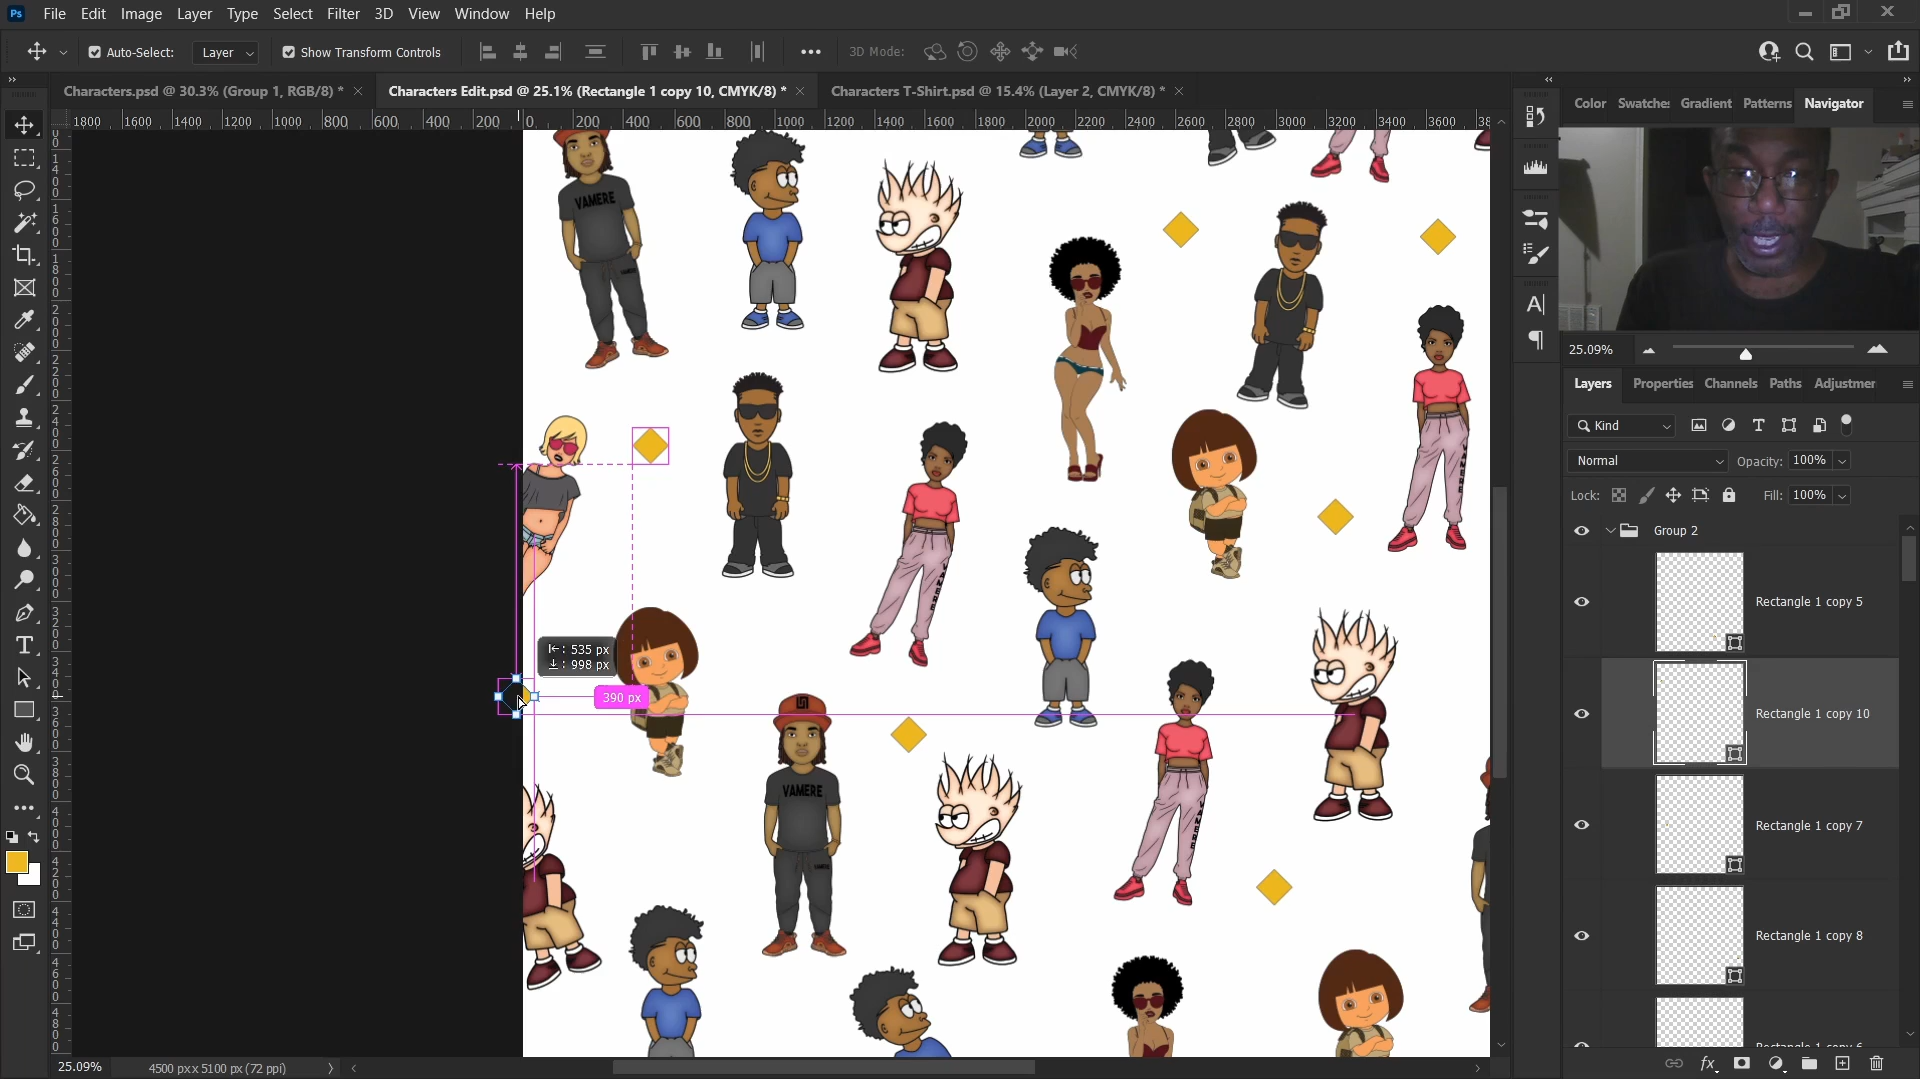 Ps File Edit Image Layer Type Select Filter 3D View Window Help
Auto-Select: Layer Show Transform Controls 3D Mode:
Characters.psd @ 30.3% (Group 1, RGB/8) * × Characters Edit.psd @ 25.1% (Rectangle 1 copy 10, CMYK/8) * × Characters T-Shirt.psd @ 15.4% (Layer 2, CMYK/8) * ×
1800 1600 1400 1200 1000 800 600 400 200 0 200 400 600 800 1000 1200 1400 1600 1800 2000 2200 2400 2600 2800 3000 3200 3400 3600
Color Swatches Gradient Patterns Navigator
VAMERE
25.09%
Layers Properties Channels Paths Adjustmen
Kind
Normal Opacity: 100%
Lock: Fill: 100%
Group 2
Rectangle 1 copy 5
535 px
998 px
390 px
Rectangle 1 copy 10
VAMERE
Rectangle 1 copy 7
Rectangle 1 copy 8
25.09% 4500 px x 5100 px (72 ppi)